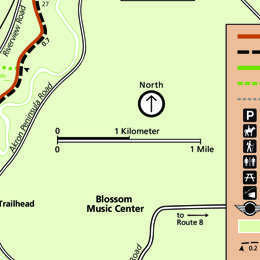 27
Riverview Road
0.7
Akron Peninsula Road
North
0
1 Kilometer
0
1 Mile
P
Trailhead
Blossom
Music Center
to
Route 8
Road
0.2